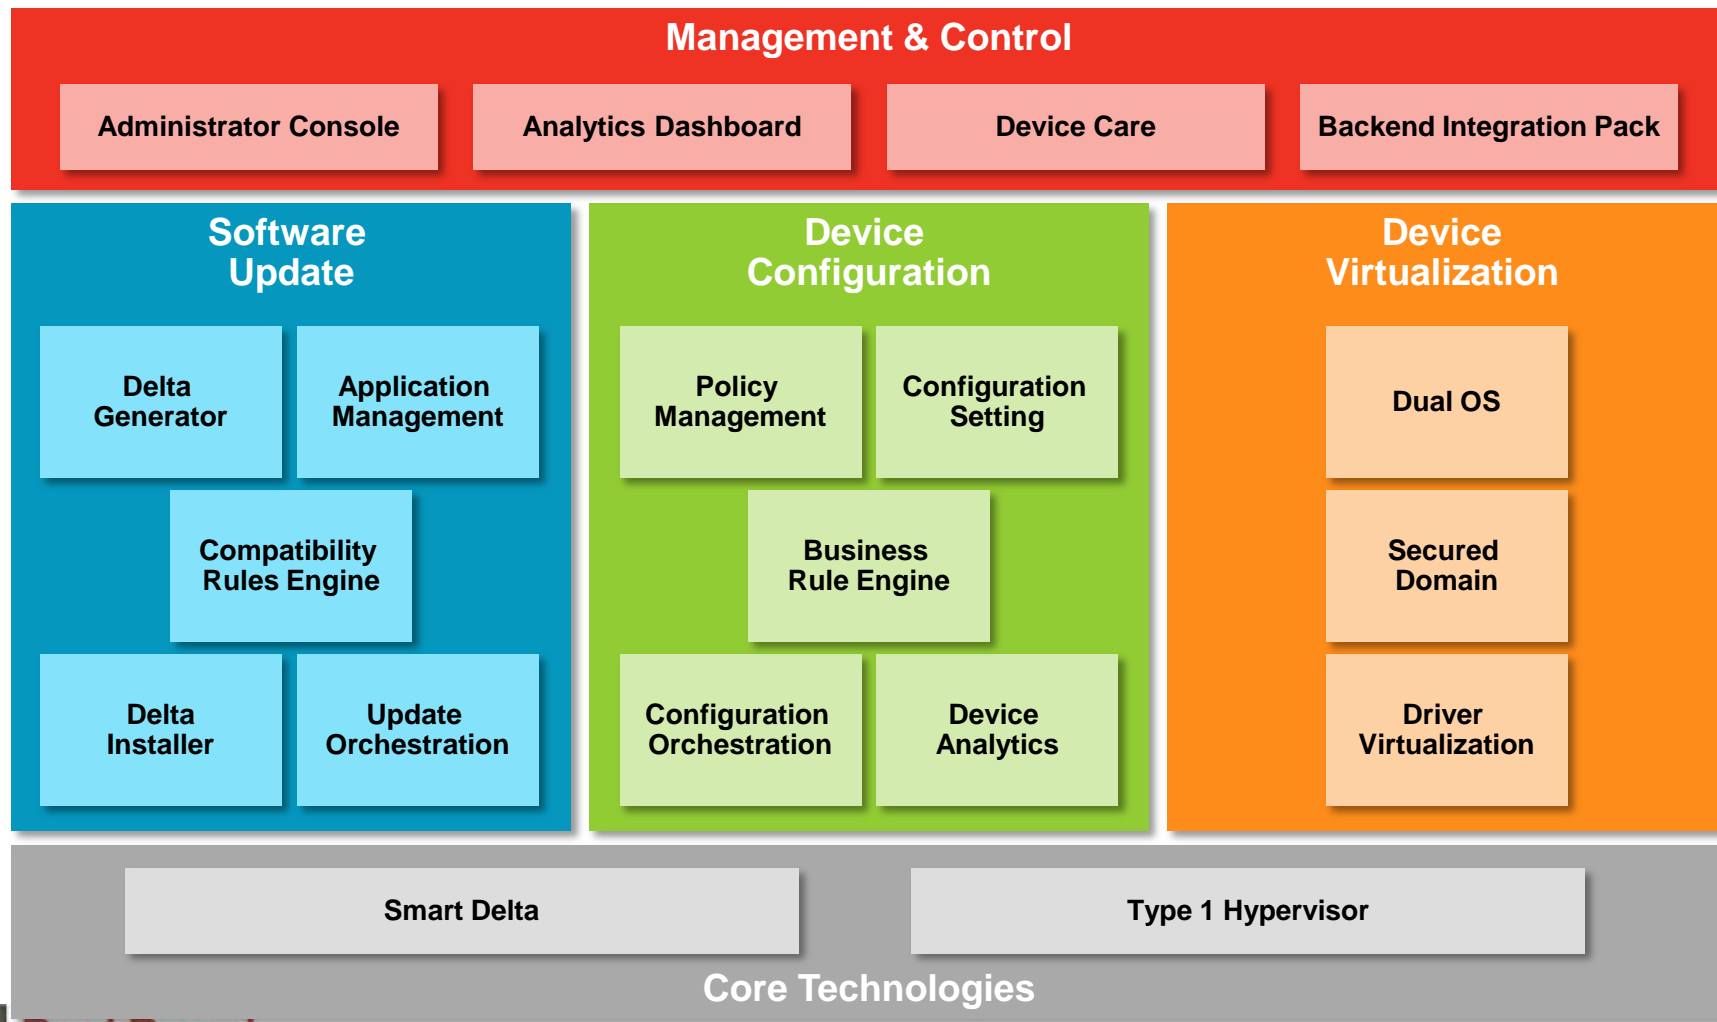 Management & Control
Administrator Console
Analytics Dashboard
Device Care
Backend Integration Pack
Software
Update
Delta
Generator
Application
Management
Compatibility
Rules Engine
Delta
Installer
Update
Orchestration
Device
Configuration
Policy
Management
Configuration
Setting
Business
Rule Engine
Configuration
Orchestration
Device
Analytics
Device
Virtualization
Dual OS
Secured
Domain
Driver
Virtualization
Smart Delta
Type 1 Hypervisor
Core Technologies